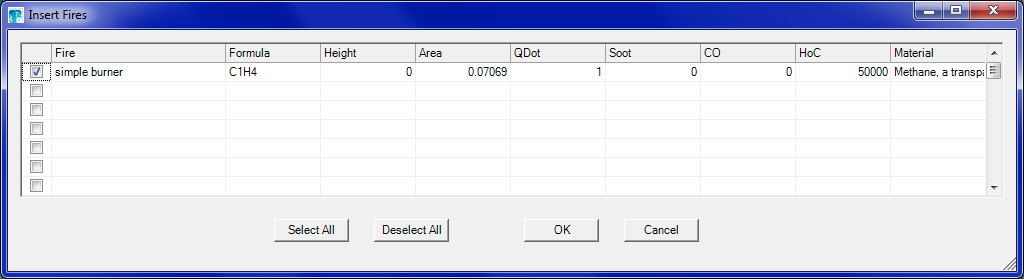 Insert Fires
Fire Formula Height Area QDot Soot CO HoC Material
simple burner C1H4 0 0.07069 1 0 0 50000 Methane, a transpa
Select All Deselect All OK Cancel